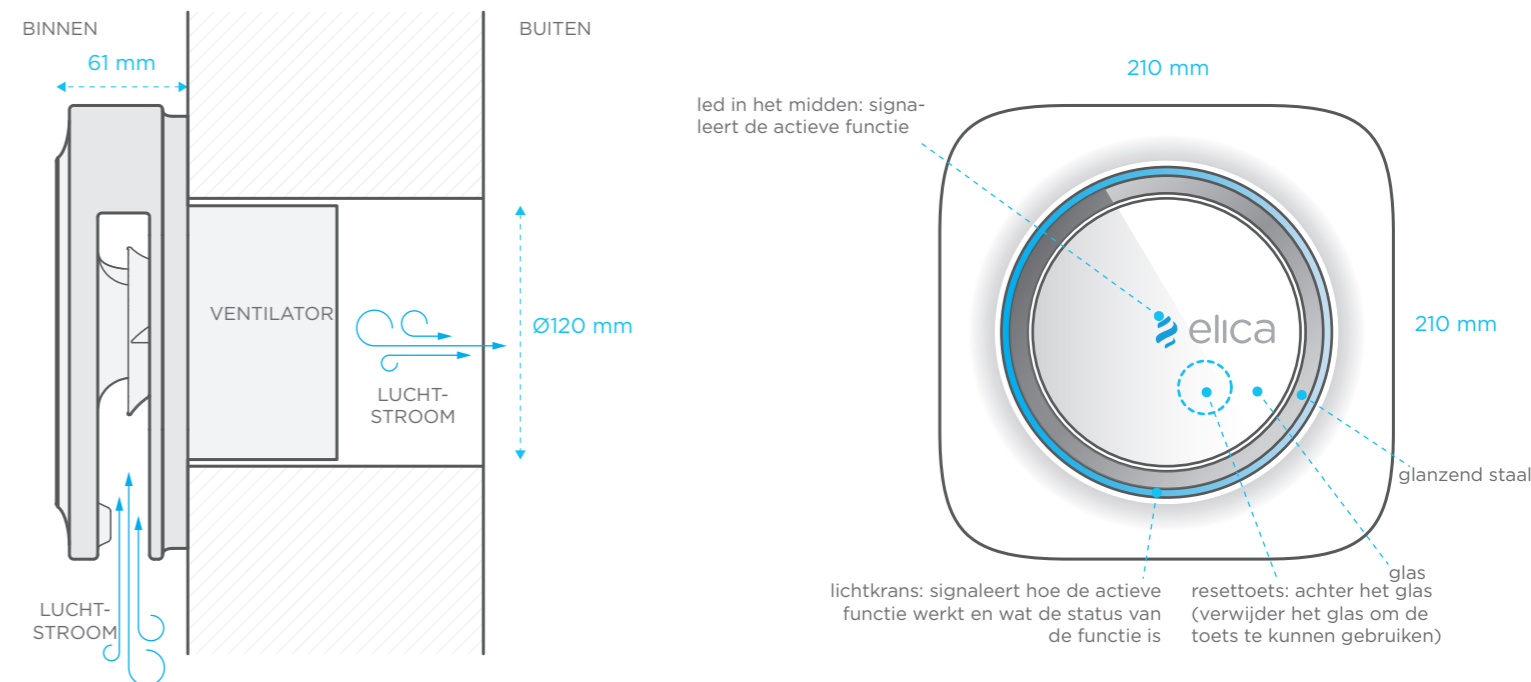 BINNEN
BUITEN
61 mm
VENTILATOR
Ø120 mm
LUCHT-
STROOM
LUCHT-
STROOM
210 mm
led in het midden: signa-
leert de actieve functie
elica
210 mm
glanzend staal
glas
lichtkrans: signaleert hoe de actieve
functie werkt en wat de status van
de functie is
resettoets: achter het glas
(verwijder het glas om de
toets te kunnen gebruiken)